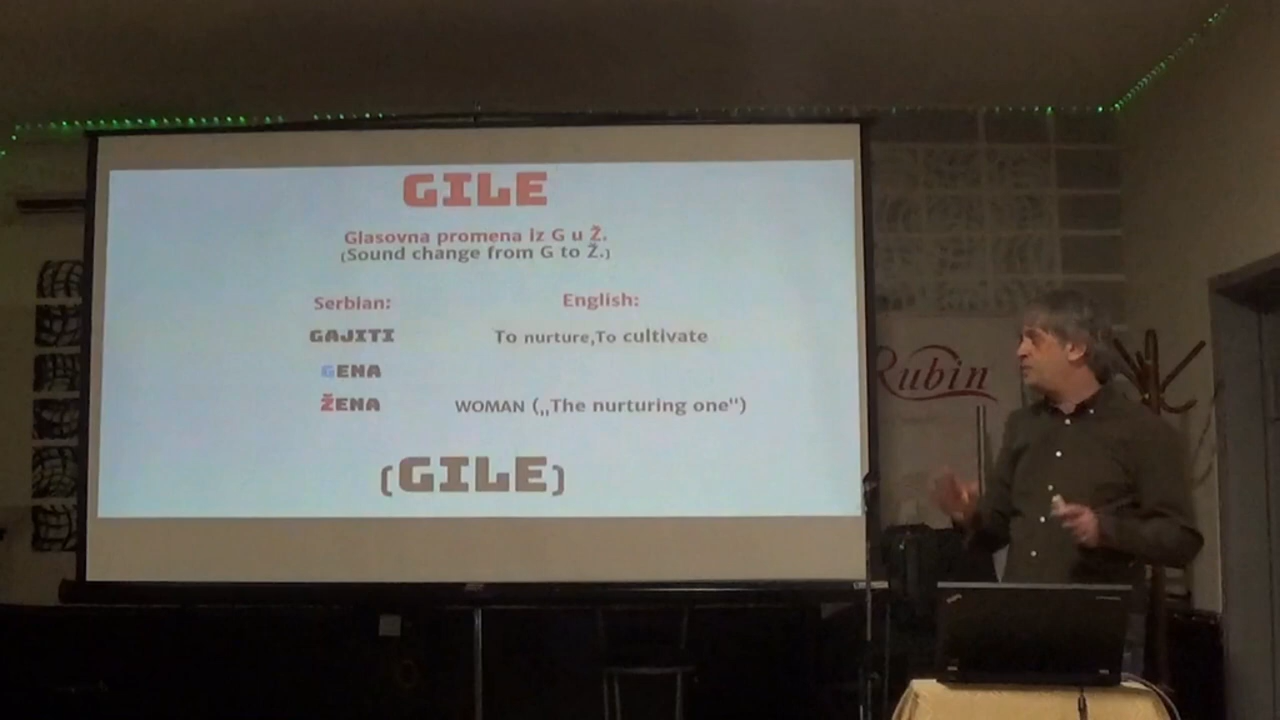 GILE
Glasovna promena iz G u Ž.
(Sound change from G to Ž.)
Serbian: English:
GAJITI To nurture,To cultivate
GENA
ŽENA WOMAN („The nurturing one")
(GILE)
Rubin